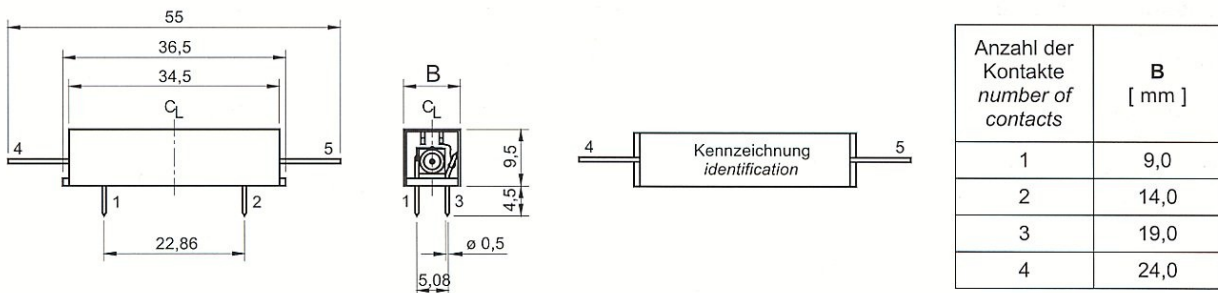 55
36,5
34,5
CL
4
5
1
2
22,86
B
CL
9,5
4,5
1
3
ø 0,5
5,08
4
Kennzeichnung
identification
5
Anzahl der
Kontakte
number of
contacts
B
[ mm ]
1 9,0
2 14,0
3 19,0
4 24,0